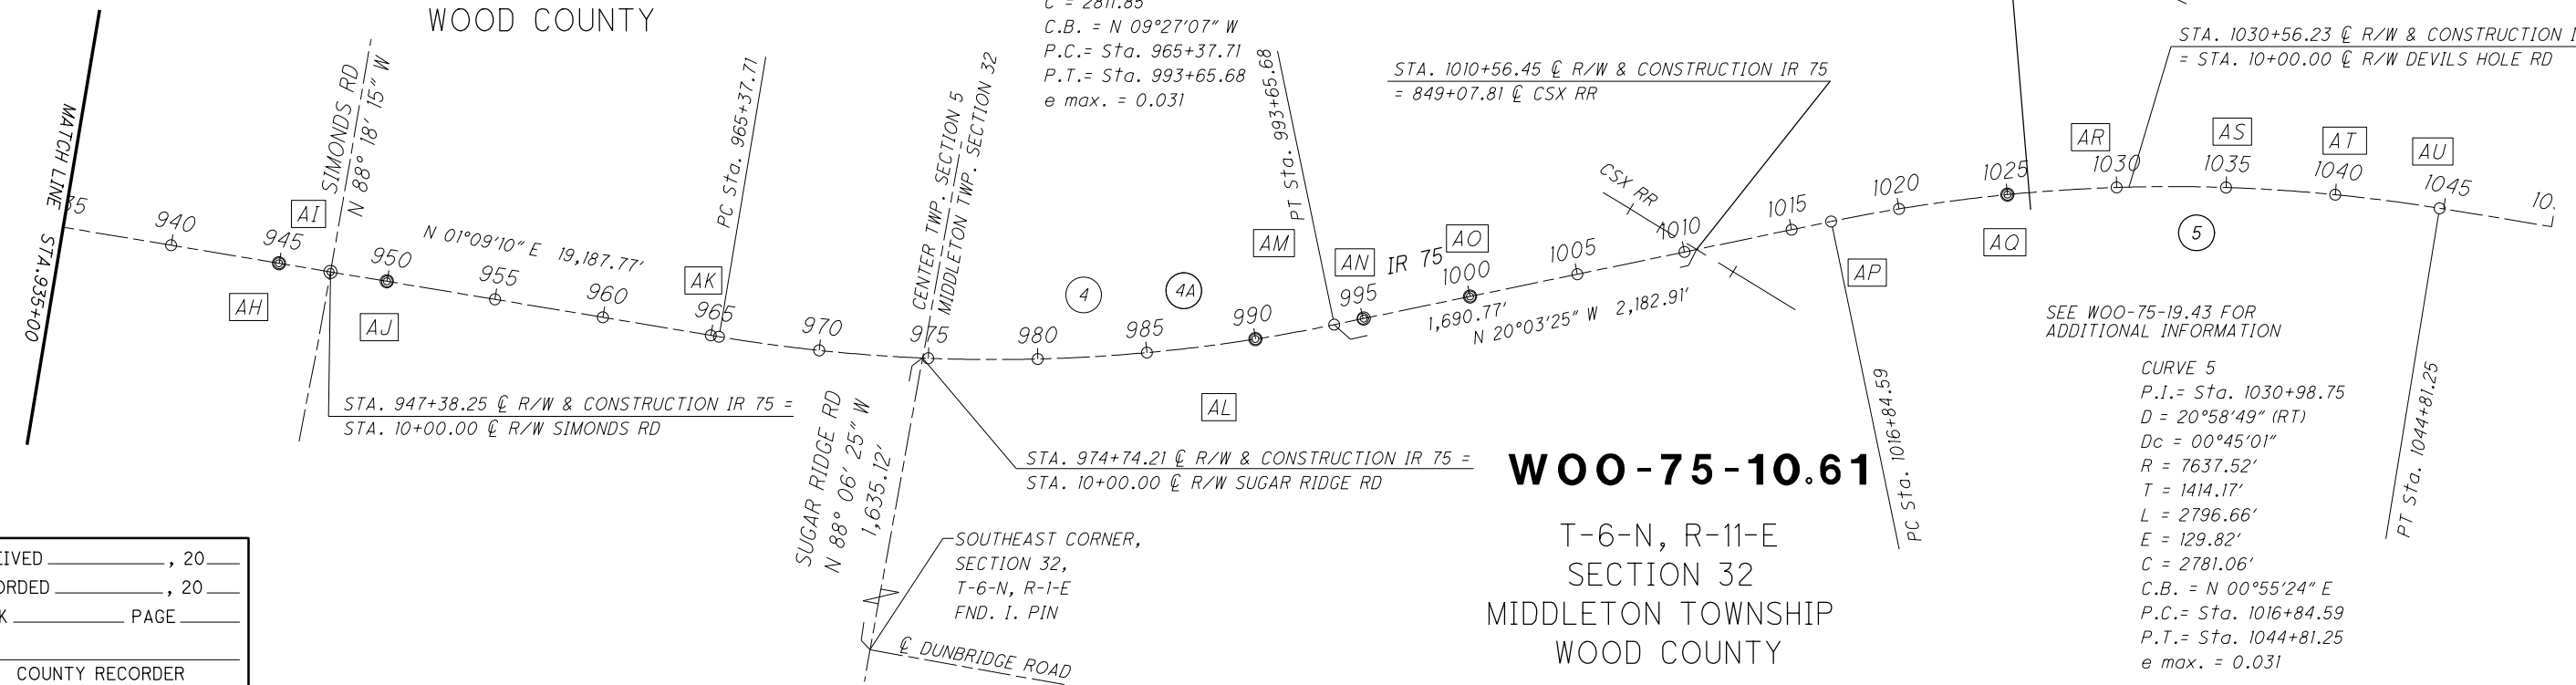 WOOD COUNTY
C = 2811.85
C.B. = N 09°27'07" W
P.C.= Sta. 965+37.71
P.T.= Sta. 993+65.68
e max. = 0.031
STA. 1030+56.23 ℄ R/W & CONSTRUCTION
= STA. 10+00.00 ℄ R/W DEVILS HOLE RD
STA. 1010+56.45 ℄ R/W & CONSTRUCTION IR 75
= 849+07.81 ℄ CSX RR
MATCH LINE STA.935+00
35
SIMONDS RD
N 88° 18' 15" W
PC Sta. 965+37.71
CENTER TWP. SECTION 5
MIDDLETON TWP. SECTION 32
PT Sta. 993+65.68
CSX RR
AH
AI
AJ
AK
AL
AM
AN
AO
AP
AQ
AR
AS
AT
AU
940
945
950
955
960
965
970
975
980
985
990
995
1000
1005
1010
1015
1020
1025
1030
1035
1040
1045
10
N 01°09'10" E 19,187.77'
4
4A
5
IR 75
1,690.77'
N 20°03'25" W 2,182.91'
STA. 947+38.25 ℄ R/W & CONSTRUCTION IR 75 =
STA. 10+00.00 ℄ R/W SIMONDS RD
SUGAR RIDGE RD
N 88° 06' 25" W
1,635.12'
STA. 974+74.21 ℄ R/W & CONSTRUCTION IR 75 =
STA. 10+00.00 ℄ R/W SUGAR RIDGE RD
SOUTHEAST CORNER,
SECTION 32,
T-6-N, R-1-E
FND. I. PIN
℄ DUNBRIDGE ROAD
WOO-75-10.61
T-6-N, R-11-E
SECTION 32
MIDDLETON TOWNSHIP
WOOD COUNTY
PC Sta. 1016+84.59
SEE WOO-75-19.43 FOR
ADDITIONAL INFORMATION
CURVE 5
P.I.= Sta. 1030+98.75
D = 20°58'49" (RT)
Dc = 00°45'01"
R = 7637.52'
T = 1414.17'
L = 2796.66'
E = 129.82'
C = 2781.06'
C.B. = N 00°55'24" E
P.C.= Sta. 1016+84.59
P.T.= Sta. 1044+81.25
e max. = 0.031
PT Sta. 1044+81.25
EIVED , 20
ORDED , 20
K PAGE
COUNTY RECORDER